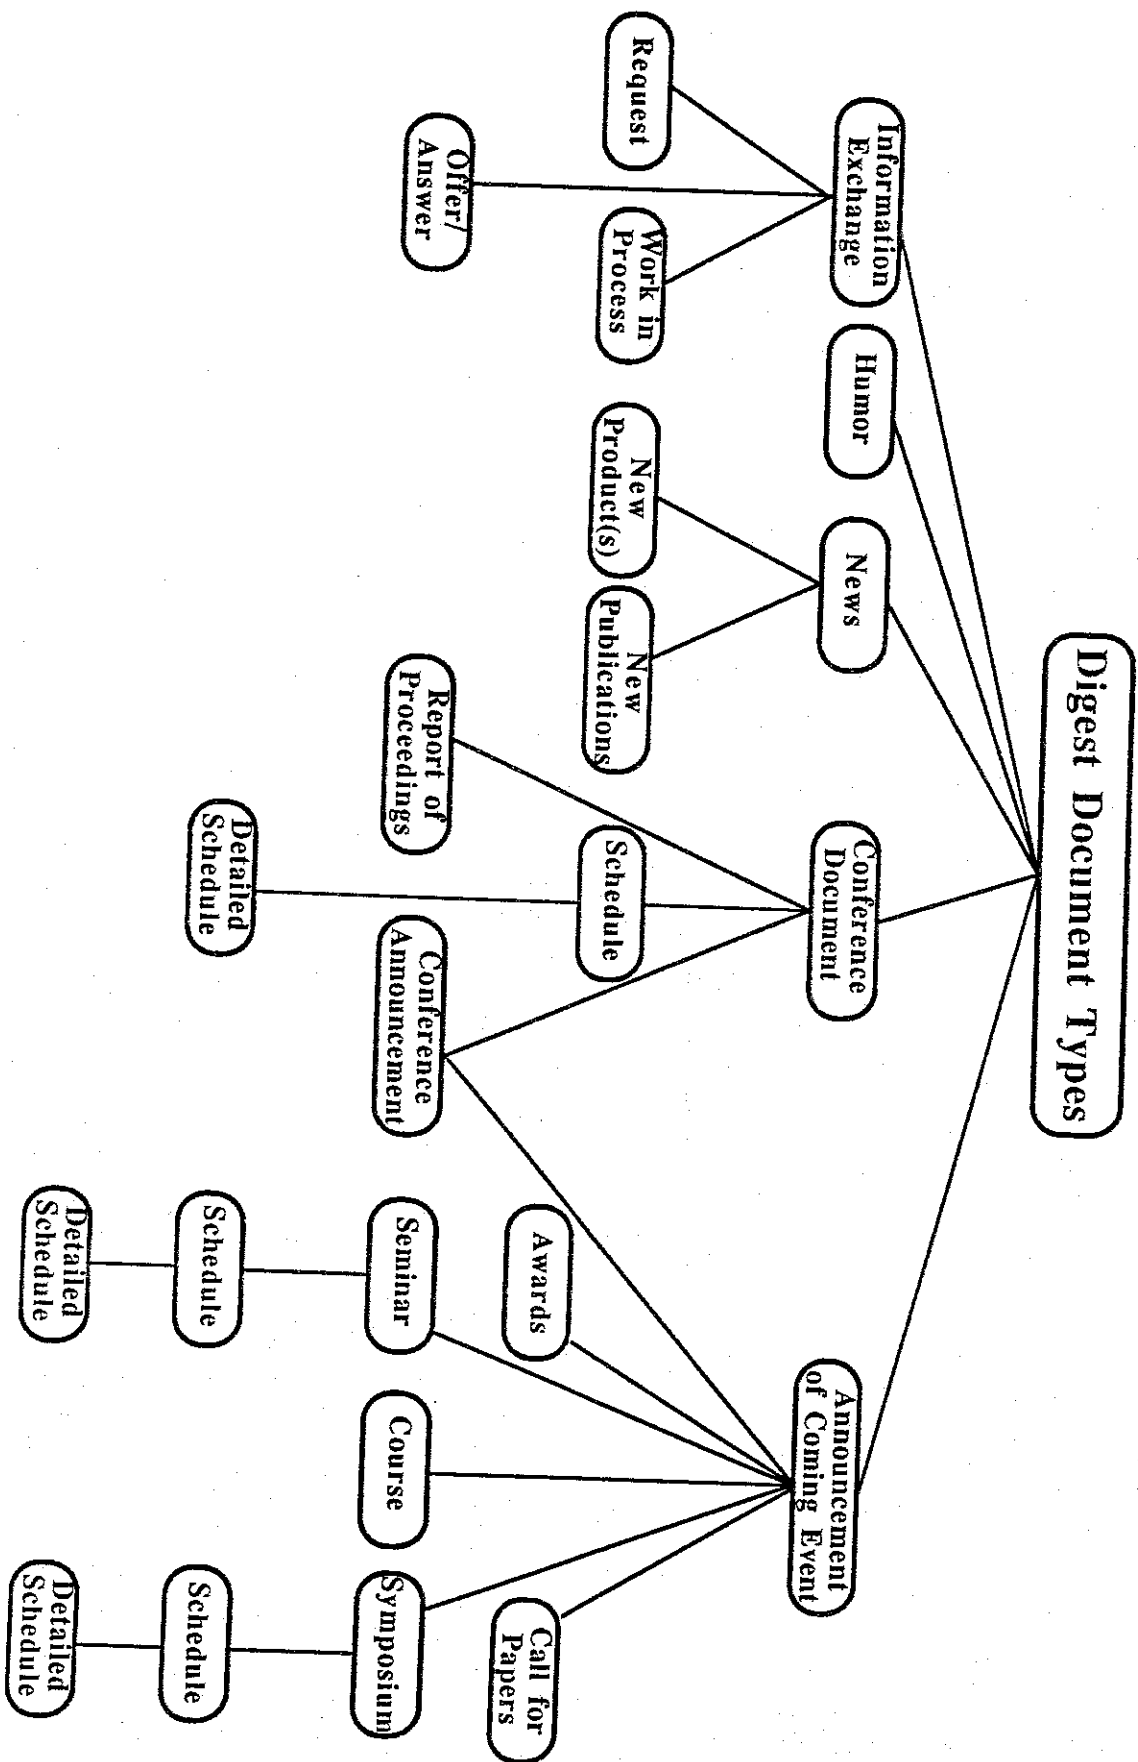 Digest Document Types
Information
Exchange
Humor
News
Conference
Document
Announcement
of Coming Event
Request
Work in
Process
Offer/
Answer
New
Product(s)
New
Publications
Report of
Proceedings
Schedule
Detailed
Schedule
Conference
Announcement
Awards
Seminar
Schedule
Detailed
Schedule
Course
Symposium
Schedule
Detailed
Schedule
Call for
Papers